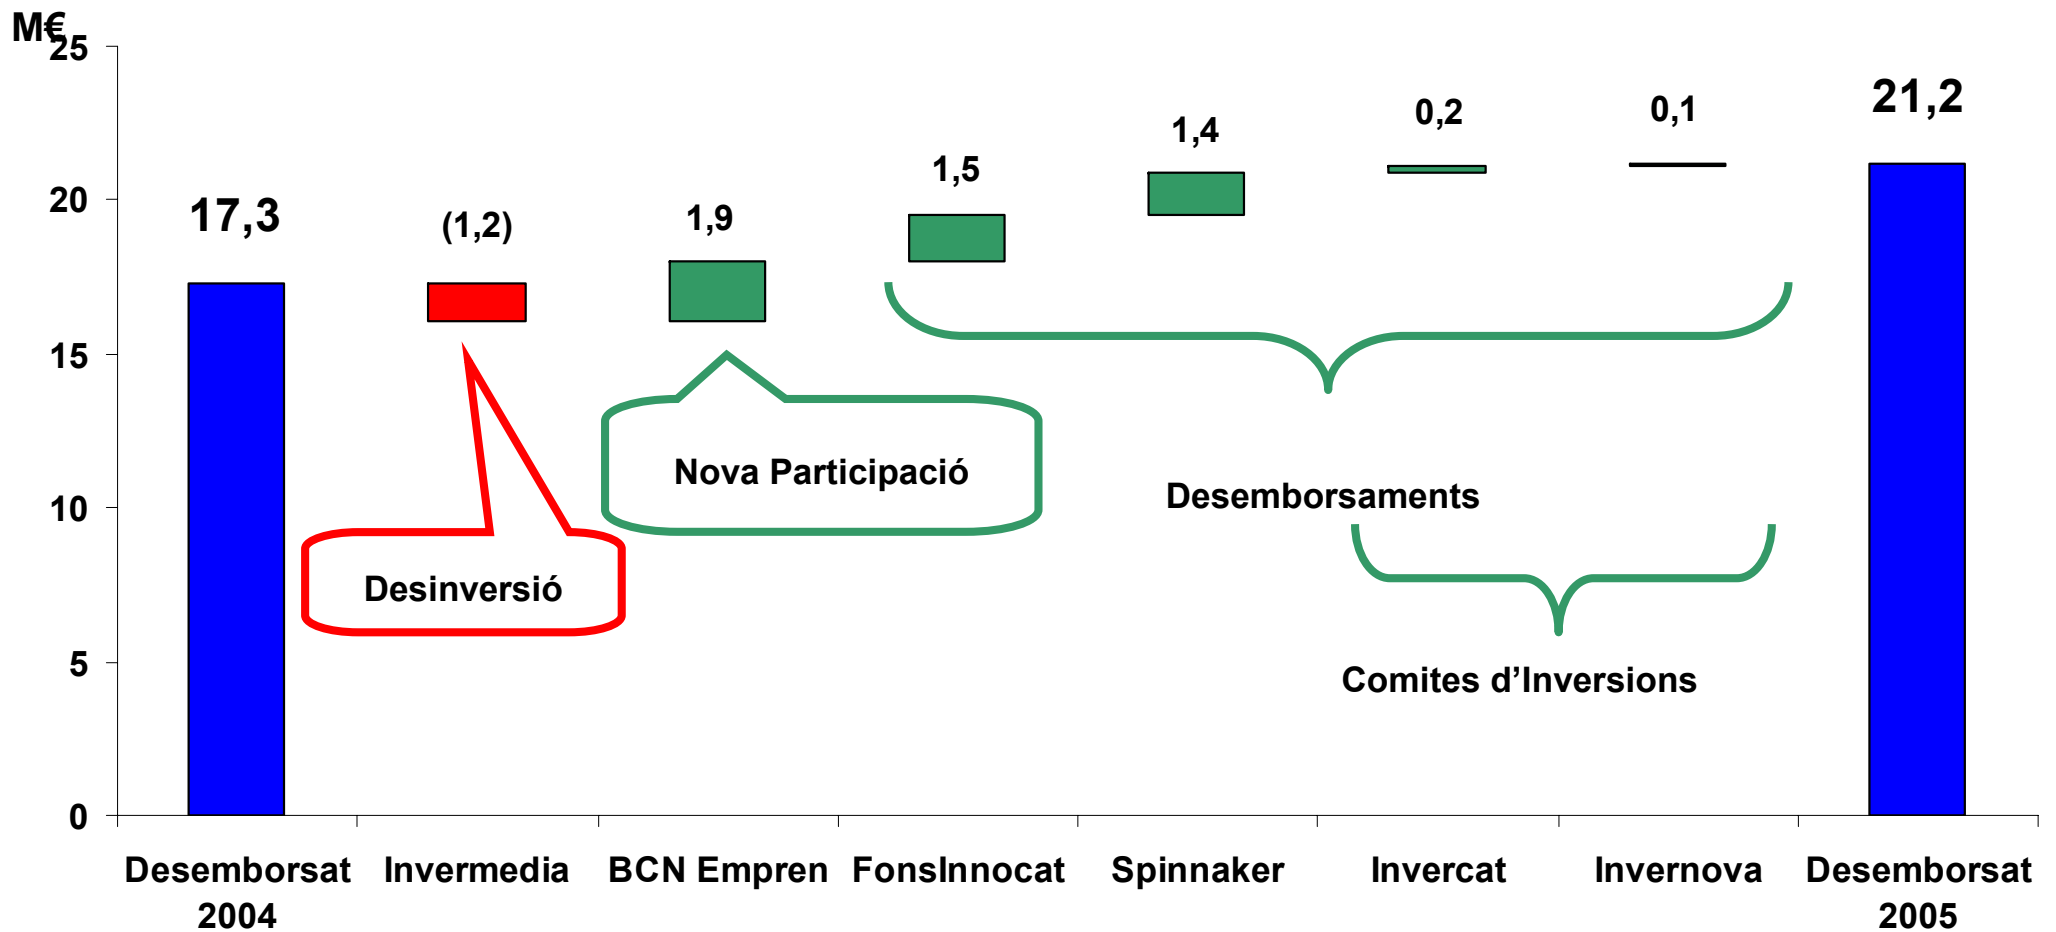 M€
25
20
15
10
5
0
17,3
(1,2)
1,9
1,5
1,4
0,2
0,1
21,2
Nova Participació
Desinversió
Desemborsaments
Comites d’Inversions
Desemborsat
2004
Invermedia
BCN Empren
FonsInnocat
Spinnaker
Invercat
Invernova
Desemborsat
2005